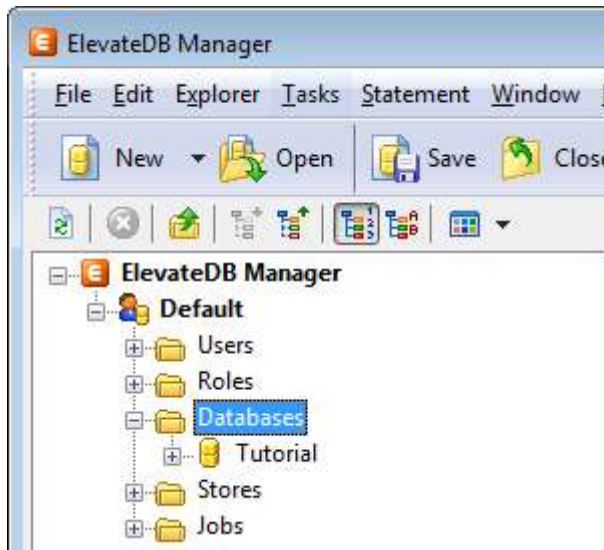 ElevateDB Manager
File Edit Explorer Tasks Statement Window
New Open Save Close
ElevateDB Manager
Default
Users
Roles
Databases
Tutorial
Stores
Jobs